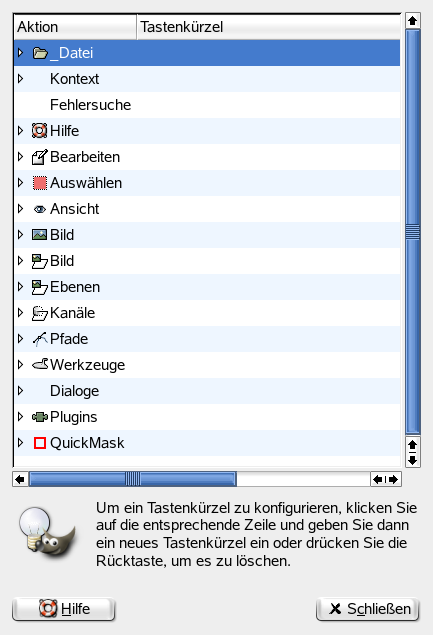 Aktion Tastenkürzel
_Datei
Kontext
Fehlersuche
Hilfe
Bearbeiten
Auswählen
Ansicht
Bild
Bild
Ebenen
Kanäle
Pfade
Werkzeuge
Dialoge
Plugins
QuickMask
Um ein Tastenkürzel zu konfigurieren, klicken Sie
auf die entsprechende Zeile und geben Sie dann
ein neues Tastenkürzel ein oder drücken Sie die
Rücktaste, um es zu löschen.
Hilfe Schließen